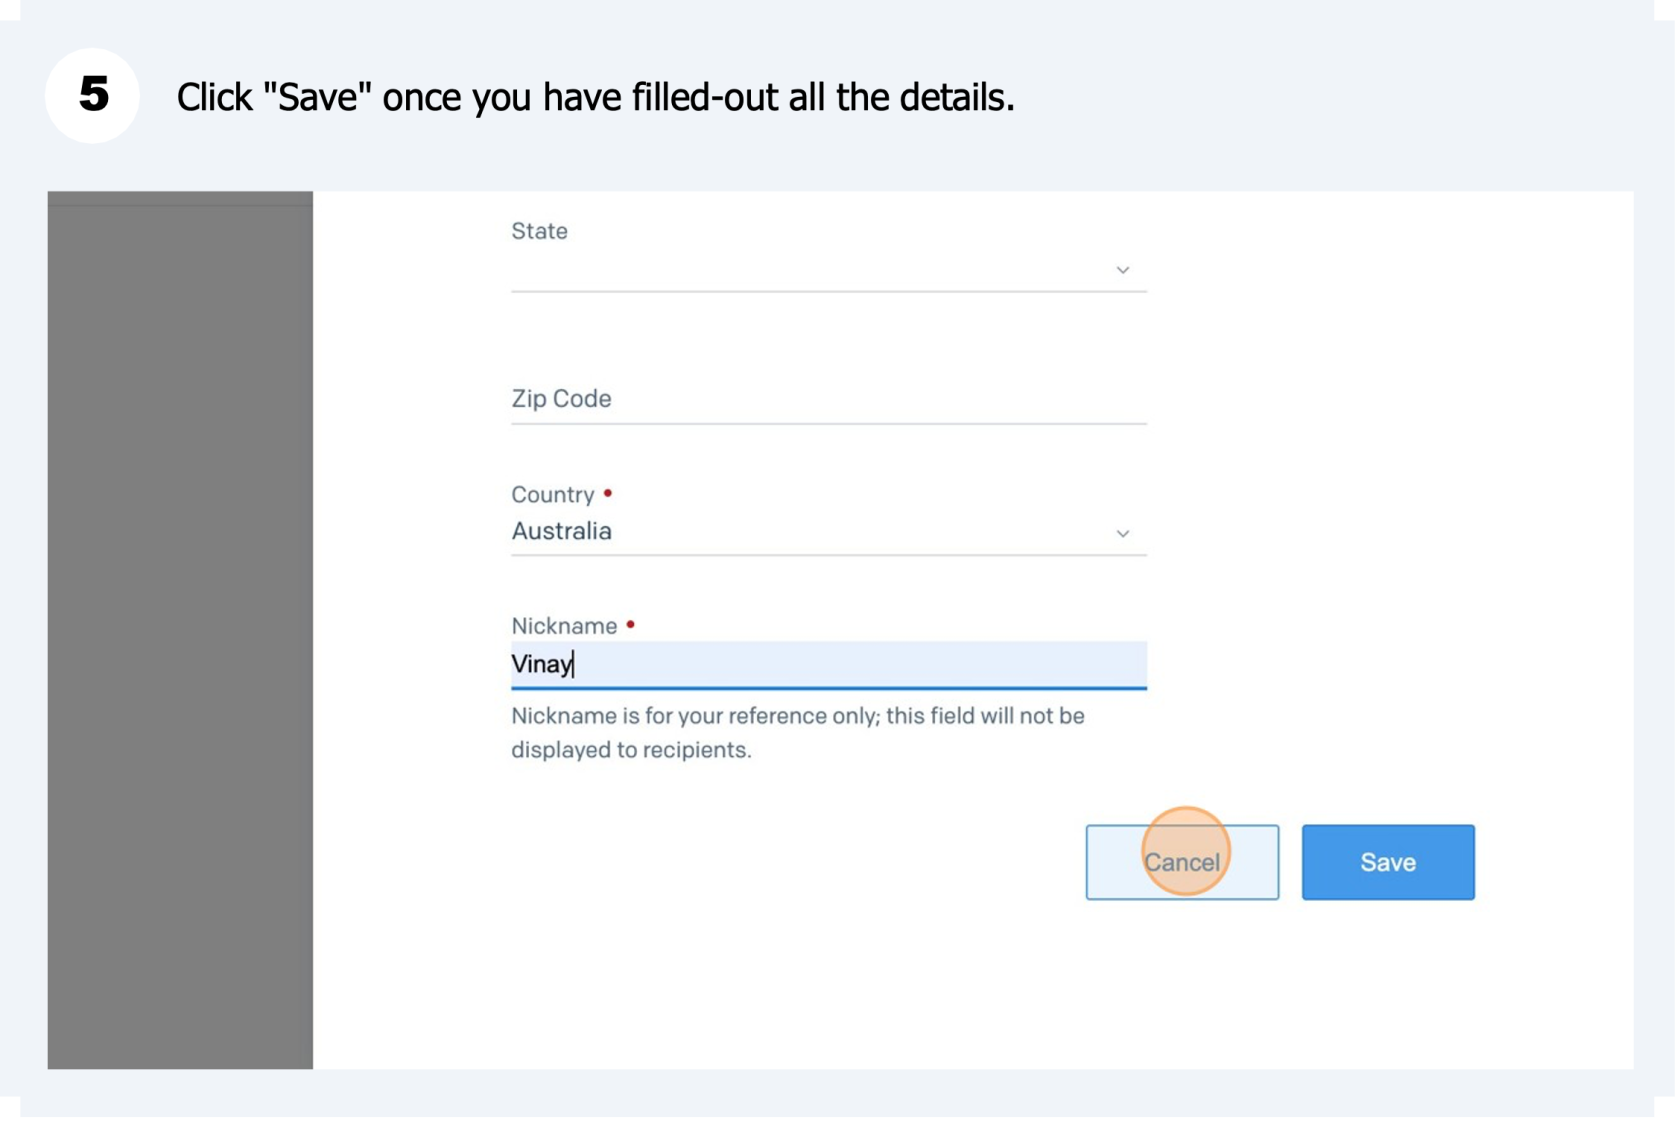 5
Click "Save" once you have filled-out all the details.
State
Zip Code
Country •
Australia
Nickname •
Vinay
Nickname is for your reference only; this field will not be
displayed to recipients.
Cancel
Save